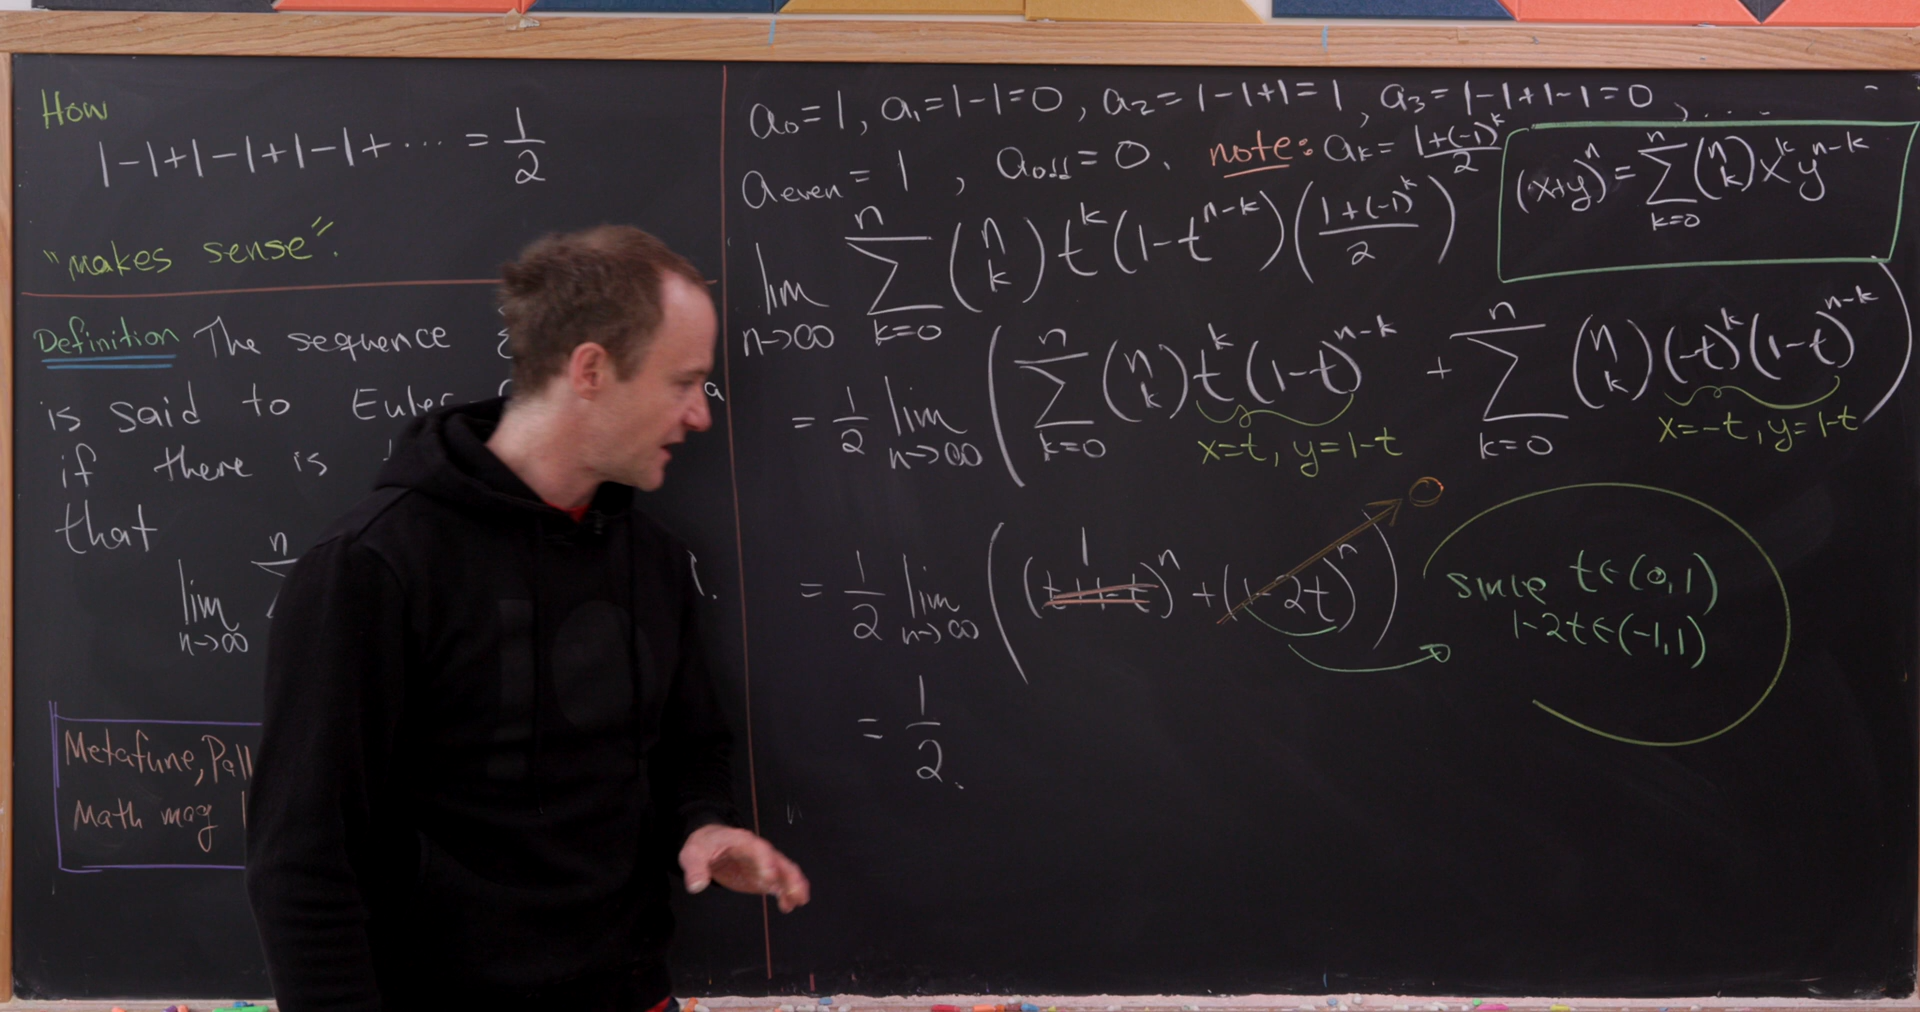 How
1-1+1-1+1-1+⋯ = 1/2
"makes sense".
Definition The sequence
is said to Euler a
if there is
that
lim n→∞ n Σ .
Metafune,
Math mag
a₀=1, a₁=1-1=0, a₂=1-1+1=1, a₃=1-1+1-1=0, ...
a_even=1, a_odd=0. note: a_k = (1+(-1)^k)/2
(x+y)^n = Σ_{k=0}^{n} (n k) x^k y^{n-k}
lim_{n→∞} Σ_{k=0}^{n} (n k) t^k (1-t^{n-k}) ((1+(-1)^k)/2)
= 1/2 lim_{n→∞} ( Σ_{k=0}^{n} (n k) t^k (1-t)^{n-k} + Σ_{k=0}^{n} (n k) (-t)^k (1-t)^{n-k} )
x=t, y=1-t
x=-t, y=1-t
0
1
= 1/2 lim_{n→∞} ( (t+1-t)^n + (1-2t)^n )
since t∈(0,1)
1-2t∈(-1,1)
= 1/2.